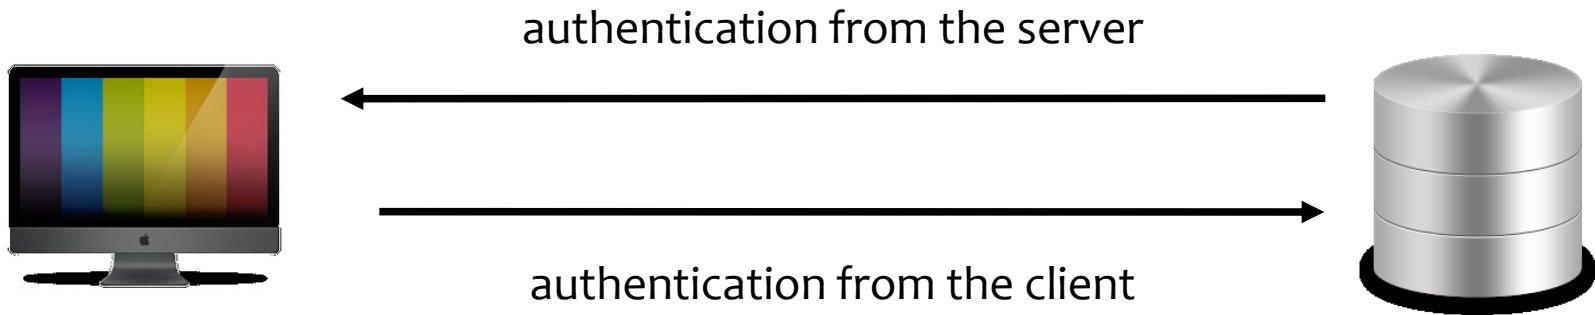 authentication from the server
authentication from the client